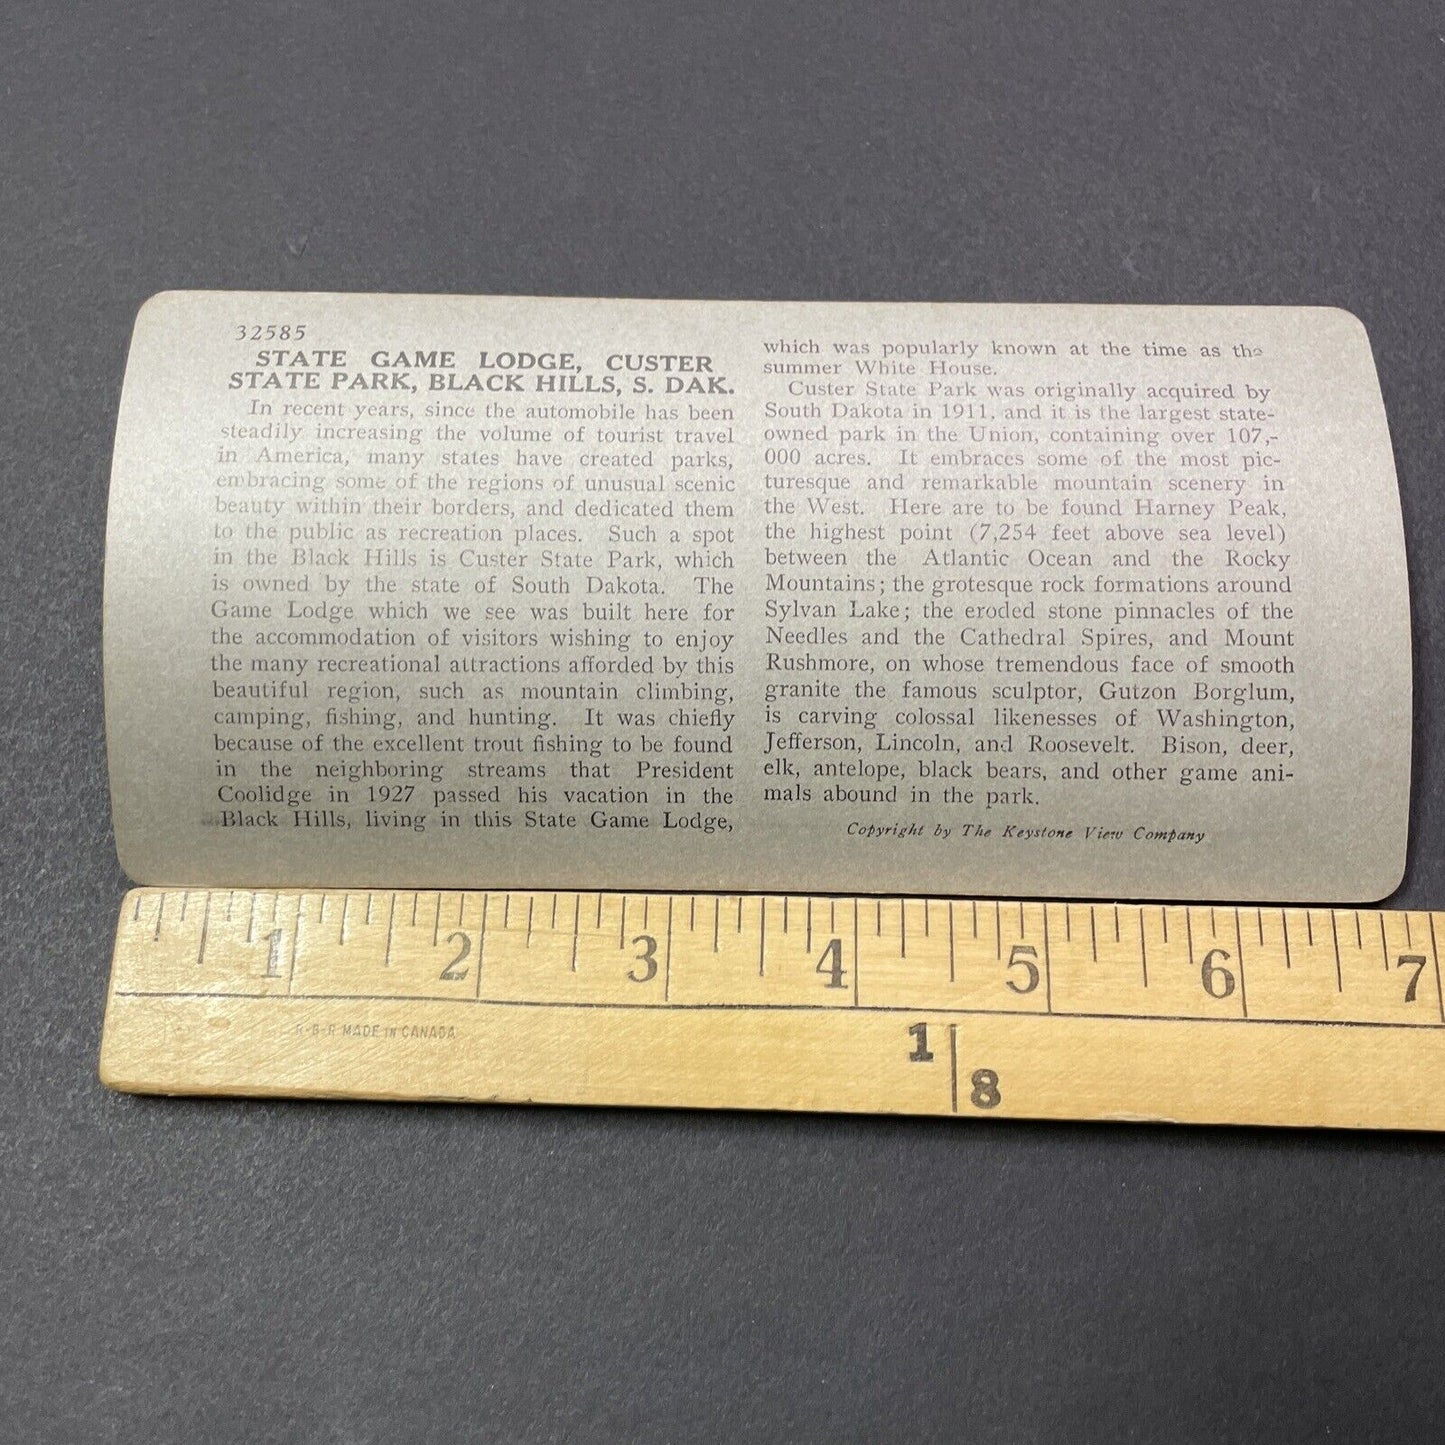 32585
STATE GAME LODGE, CUSTER
STATE PARK, BLACK HILLS, S. DAK.
In recent years, since the automobile has been
steadily increasing the volume of tourist travel
in America, many states have created parks,
embracing some of the regions of unusual scenic
beauty within their borders, and dedicated them
to the public as recreation places. Such a spot
in the Black Hills is Custer State Park, which
is owned by the state of South Dakota. The
Game Lodge which we see was built here for
the accommodation of visitors wishing to enjoy
the many recreational attractions afforded by this
beautiful region, such as mountain climbing,
camping, fishing, and hunting. It was chiefly
because of the excellent trout fishing to be found
in the neighboring streams that President
Coolidge in 1927 passed his vacation in the
Black Hills, living in this State Game Lodge,
which was popularly known at the time as the
summer White House.
Custer State Park was originally acquired by
South Dakota in 1911, and it is the largest state-
owned park in the Union, containing over 107,-
000 acres. It embraces some of the most pic-
turesque and remarkable mountain scenery in
the West. Here are to be found Harney Peak,
the highest point (7,254 feet above sea level)
between the Atlantic Ocean and the Rocky
Mountains; the grotesque rock formations around
Sylvan Lake; the eroded stone pinnacles of the
Needles and the Cathedral Spires, and Mount
Rushmore, on whose tremendous face of smooth
granite the famous sculptor, Gutzon Borglum,
is carving colossal likenesses of Washington,
Jefferson, Lincoln, and Roosevelt. Bison, deer,
elk, antelope, black bears, and other game ani-
mals abound in the park.
Copyright by The Keystone View Company
1 2 3 4 5 6 7
MADE IN CANADA
1
8